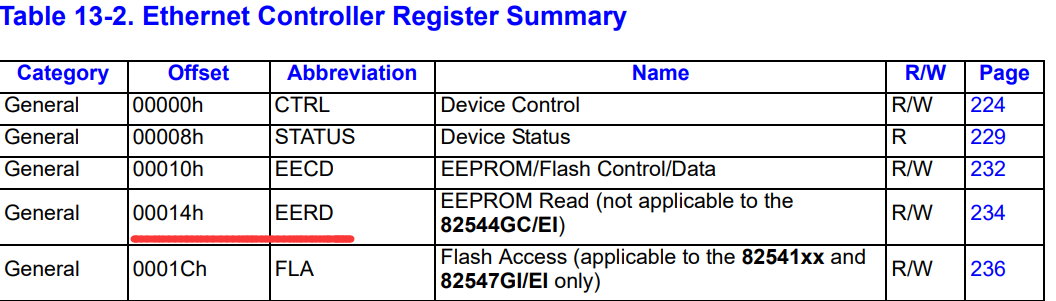 Table 13-2. Ethernet Controller Register Summary
Category Offset Abbreviation Name R/W Page
General 00000h CTRL Device Control R/W 224
General 00008h STATUS Device Status R 229
General 00010h EECD EEPROM/Flash Control/Data R/W 232
General 00014h EERD EEPROM Read (not applicable to the
82544GC/EI) R/W 234
General 0001Ch FLA Flash Access (applicable to the 82541xx and
82547GI/EI only) R/W 236